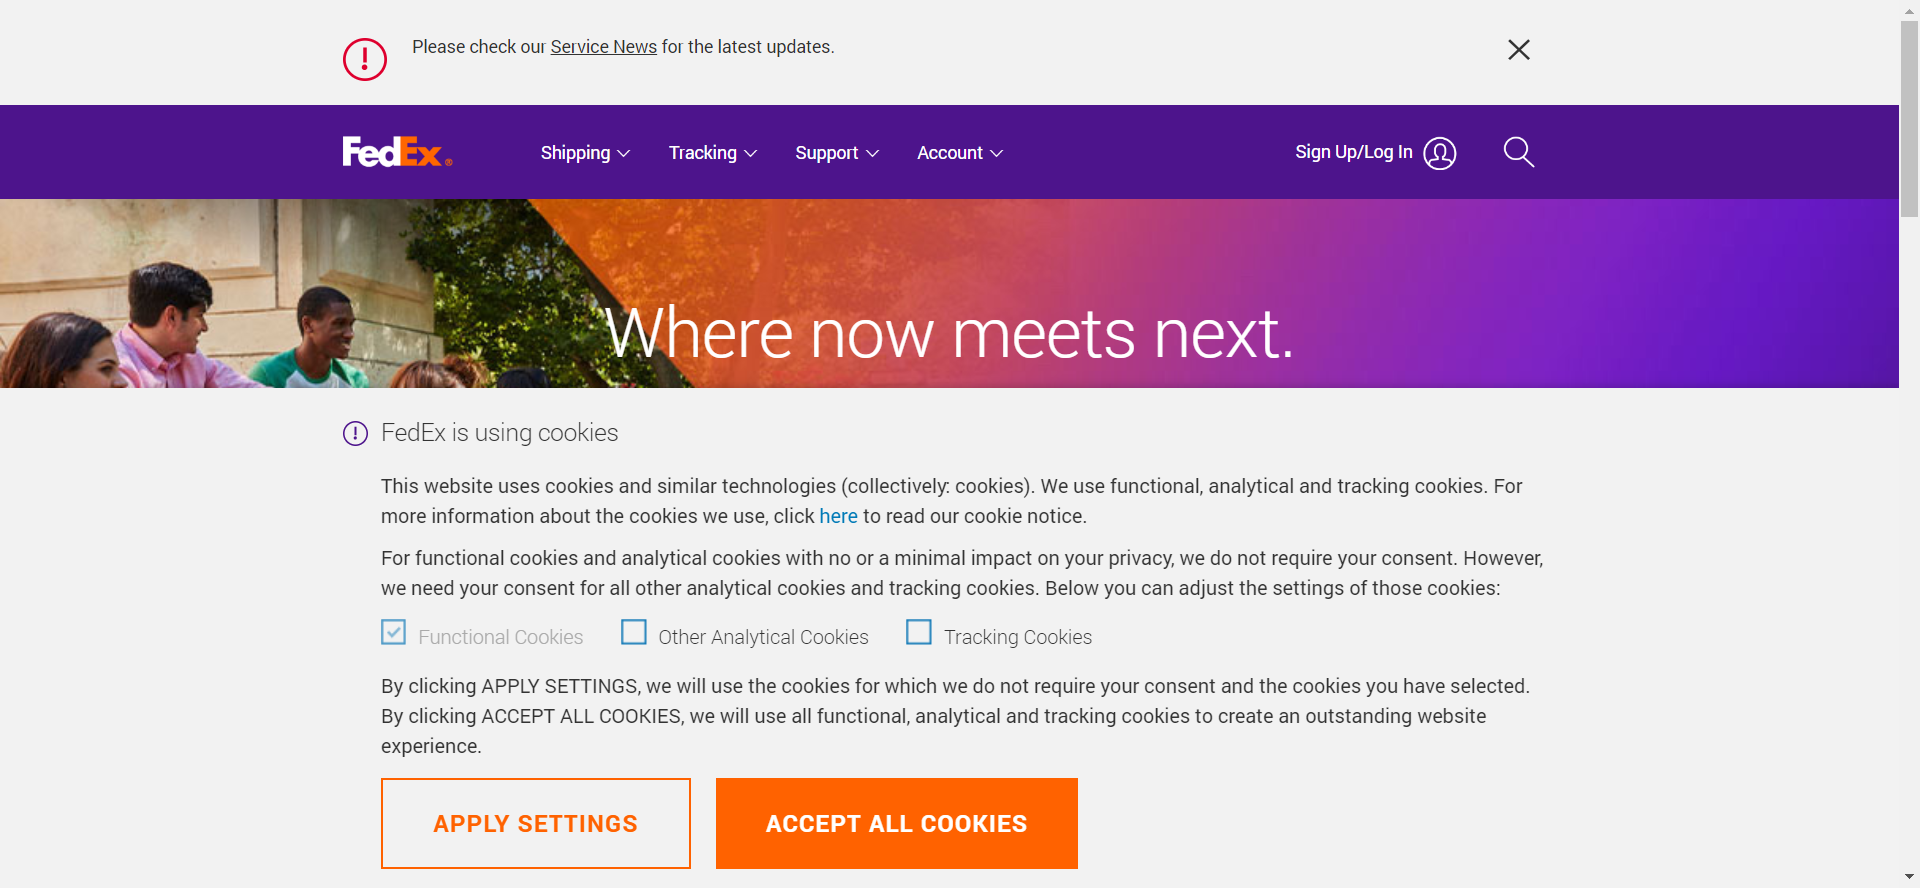 Please check our Service News for the latest updates.
FedEx®
Shipping
Tracking
Support
Account
Sign Up/Log In
Where now meets next.
FedEx is using cookies
This website uses cookies and similar technologies (collectively: cookies). We use functional, analytical and tracking cookies. For
more information about the cookies we use, click here to read our cookie notice.
For functional cookies and analytical cookies with no or a minimal impact on your privacy, we do not require your consent. However,
we need your consent for all other analytical cookies and tracking cookies. Below you can adjust the settings of those cookies:
Functional Cookies
Other Analytical Cookies
Tracking Cookies
By clicking APPLY SETTINGS, we will use the cookies for which we do not require your consent and the cookies you have selected.
By clicking ACCEPT ALL COOKIES, we will use all functional, analytical and tracking cookies to create an outstanding website
experience.
APPLY SETTINGS
ACCEPT ALL COOKIES